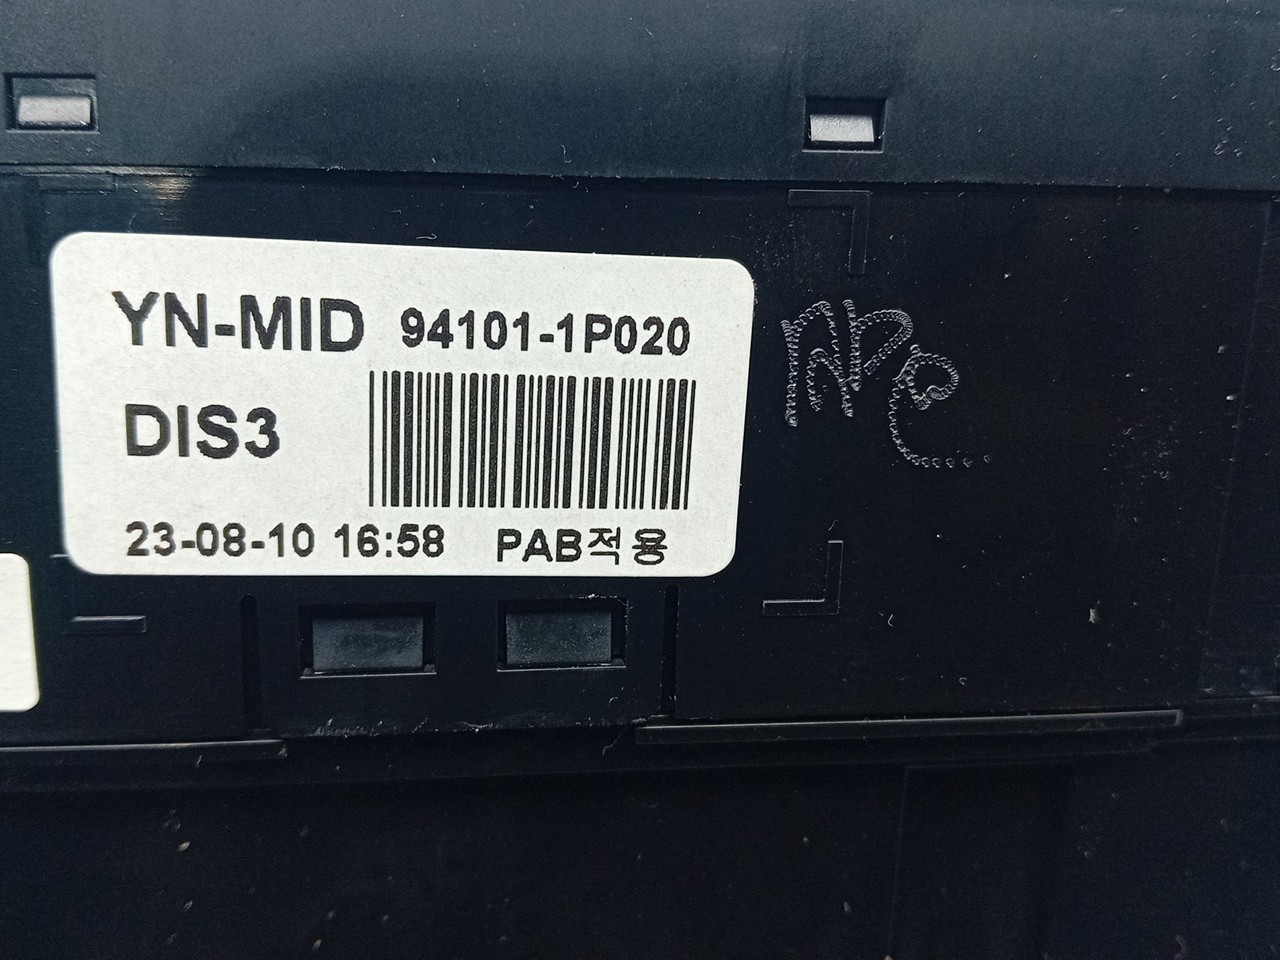 YN-MID 94101-1P020
DIS3
23-08-10 16:58 PAB적용